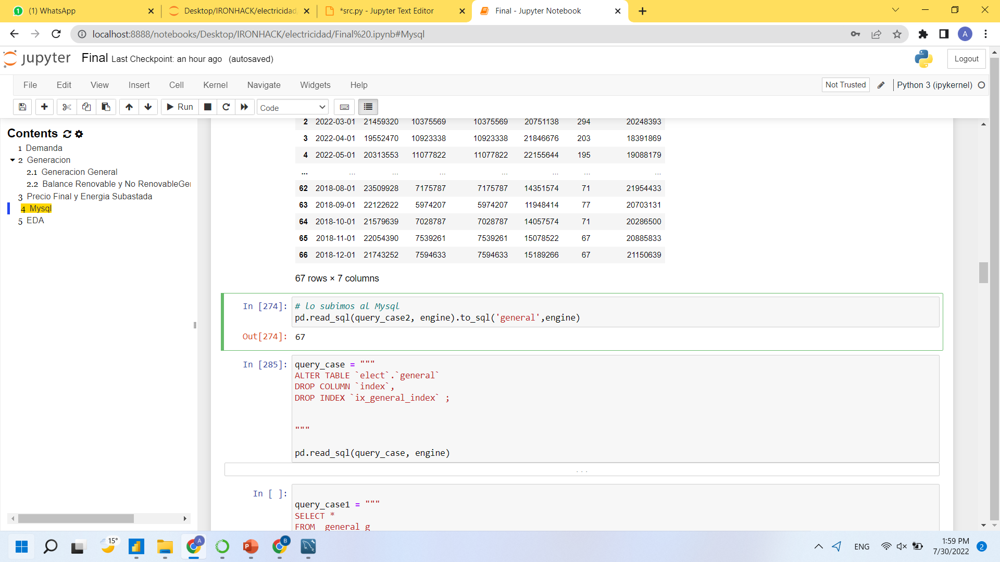 (1) WhatsApp
Desktop/IRONHACK/electricidad/
*src.py - Jupyter Text Editor
Final - Jupyter Notebook
localhost:8888/notebooks/Desktop/IRONHACK/electricidad/Final%20.ipynb#Mysql
A
jupyter Final Last Checkpoint: an hour ago (autosaved)
Logout
File Edit View Insert Cell Kernel Navigate Widgets Help
Not Trusted
Python 3 (ipykernel)
Run
Code
Contents
1 Demanda
2 Generacion
2.1 Generacion General
2.2 Balance Renovable y No RenovableGer
3 Precio Final y Energia Subastada
4 Mysql
5 EDA
2 2022-03-01 21459320 10375569 10375569 20751138 294 20248393
3 2022-04-01 19552470 10923338 10923338 21846676 203 18391869
4 2022-05-01 20313553 11077822 11077822 22155644 195 19088179
... ... ... ... ... ... ... ...
62 2018-08-01 23509928 7175787 7175787 14351574 71 21954433
63 2018-09-01 22122622 5974207 5974207 11948414 77 20703131
64 2018-10-01 21579639 7028787 7028787 14057574 71 20286500
65 2018-11-01 22054390 7539261 7539261 15078522 67 20885833
66 2018-12-01 21743252 7594633 7594633 15189266 67 21150639
67 rows × 7 columns
In [274]:
# lo subimos al Mysql
pd.read_sql(query_case2, engine).to_sql('general',engine)
Out[274]: 67
In [285]:
query_case = """
ALTER TABLE `elect`.`general`
DROP COLUMN `index`,
DROP INDEX `ix_general_index` ;
"""
pd.read_sql(query_case, engine)
...
In [ ]:
query_case1 = """
SELECT *
FROM general g
15°
A
P
B
ENG
1:59 PM
7/30/2022
2